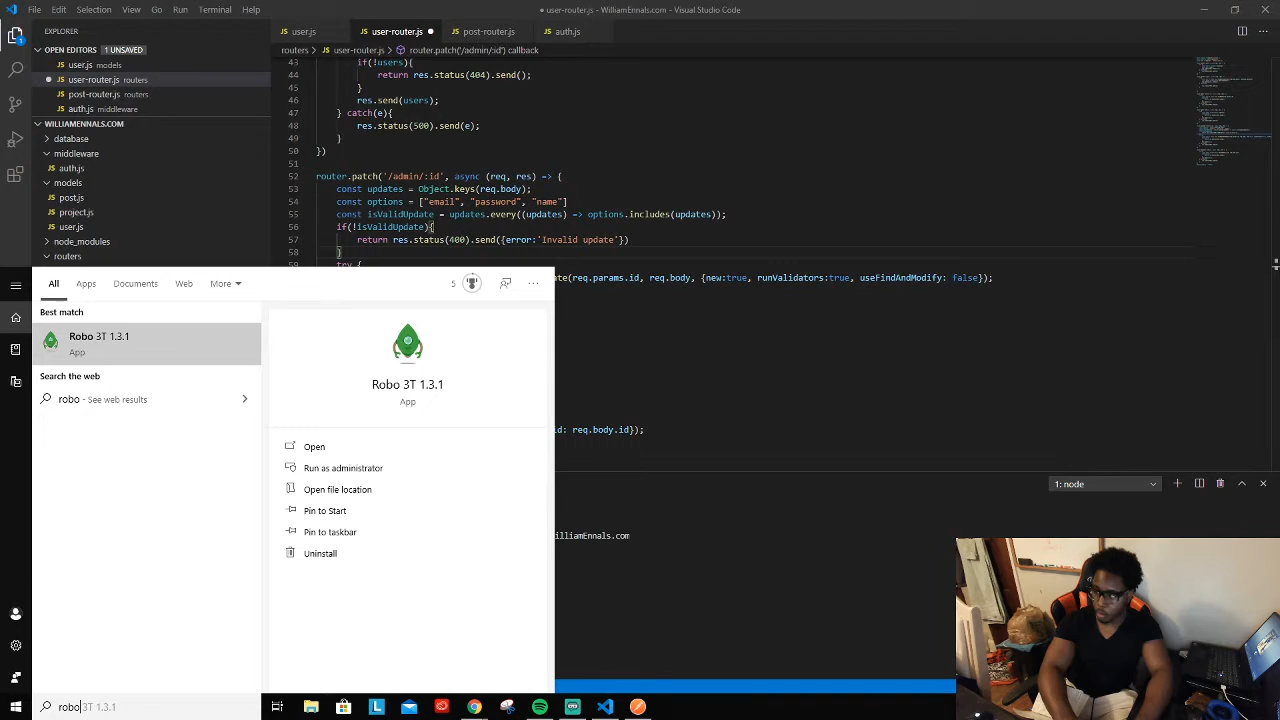 File Edit Selection View Go Run Terminal Help
user-router.js - WilliamEnnals.com - Visual Studio Code
EXPLORER
user.js
user-router.js
post-router.js
auth.js
OPEN EDITORS 1 UNSAVED
routers > user-router.js > router.patch('/admin/:id') callback
user.js models
user-router.js routers
post-router.js routers
auth.js middleware
WILLIAMENNALS.COM
database
middleware
auth.js
models
post.js
project.js
user.js
node_modules
routers
43 if(!users){
44 return res.status(404).send();
45 }
46 res.send(users);
47 } catch(e){
48 res.status(500).send(e);
49 }
50 })
51
52 router.patch('/admin/:id', async (req, res) => {
53 const updates = Object.keys(req.body);
54 const options = ["email", "password", "name"]
55 const isValidUpdate = updates.every((updates) => options.includes(updates));
56 if(!isValidUpdate){
57 return res.status(400).send({error:'Invalid update'})
58 }
59 try {
ate(req.params.id, req.body, {new:true, runValidators:true, useFindAndModify: false});
id: req.body.id});
1: node
illiamEnnals.com
All Apps Documents Web More
5
Best match
Robo 3T 1.3.1
App
Search the web
robo - See web results
Robo 3T 1.3.1
App
Open
Run as administrator
Open file location
Pin to Start
Pin to taskbar
Uninstall
robo 3T 1.3.1